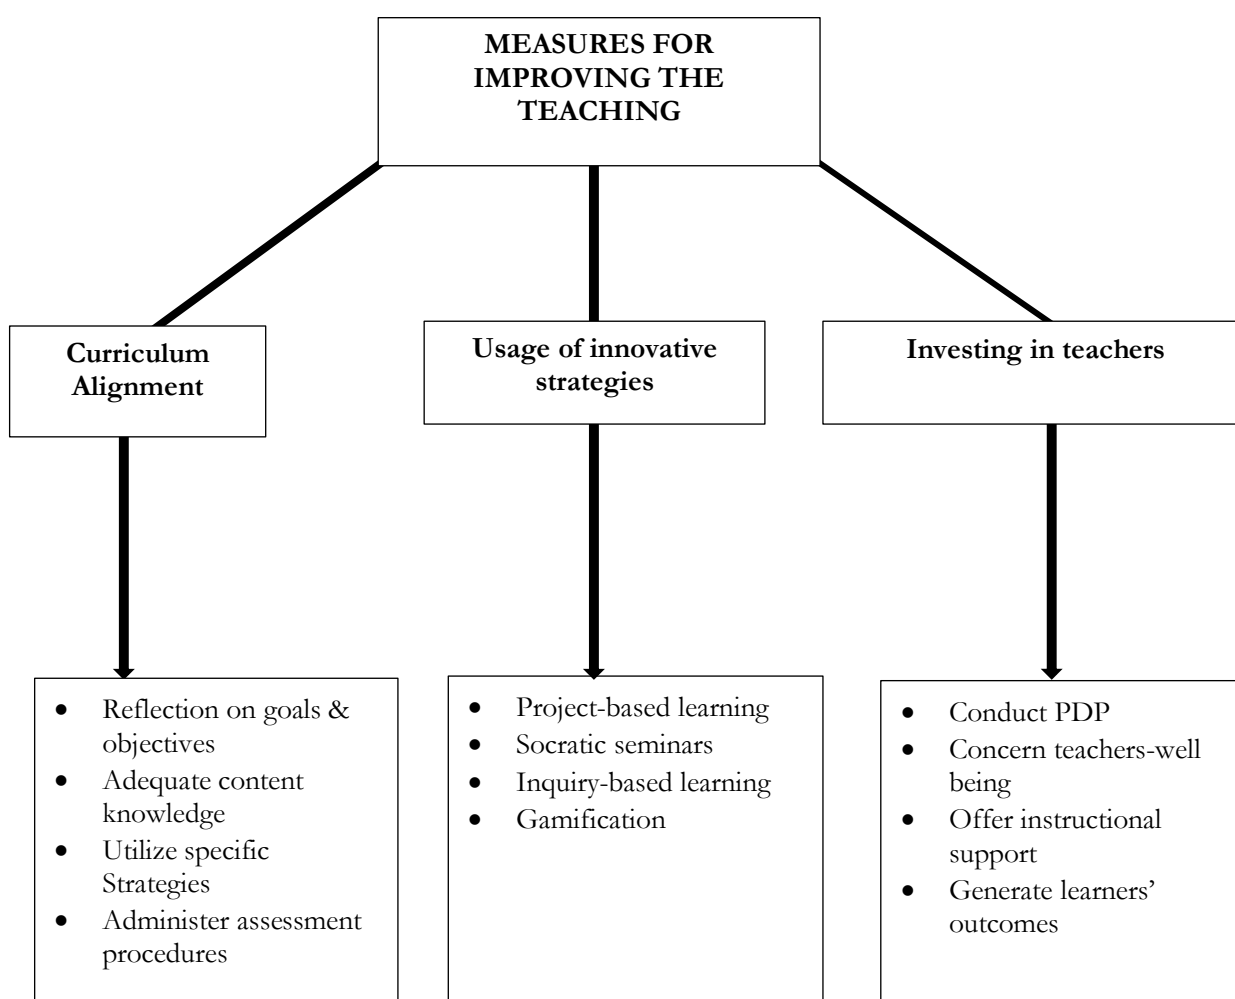 MEASURES FOR
IMPROVING THE
TEACHING
Curriculum
Alignment
Usage of innovative
strategies
Investing in teachers
• Reflection on goals &
objectives
• Adequate content
knowledge
• Utilize specific
Strategies
• Administer assessment
procedures
• Project-based learning
• Socratic seminars
• Inquiry-based learning
• Gamification
• Conduct PDP
• Concern teachers-well
being
• Offer instructional
support
• Generate learners’
outcomes